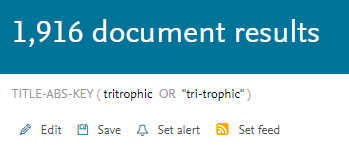 1,916 document results
TITLE-ABS-KEY ( tritrophic OR "tri-trophic" )
Edit Save Set alert Set feed